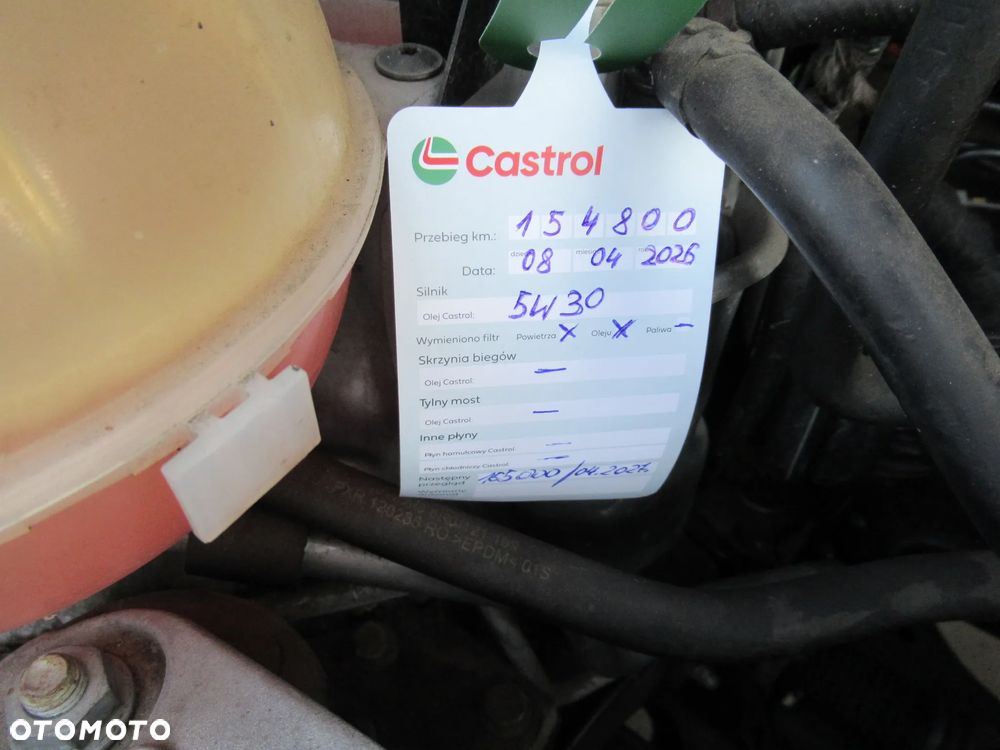 Castrol
Przebieg km.: 154800
Data: 08 04 2026
Silnik
Olej Castrol: 5W30
Wymieniono filtr Powietrza X Oleju X Paliwa –
Skrzynia biegów
Olej Castrol: –
Tylny most
Olej Castrol: –
Inne płyny
Płyn hamulcowy Castrol –
Płyn chłodniczy Castrol –
Następny przegląd 165000/04.2027
EPDM
OTOMOTO